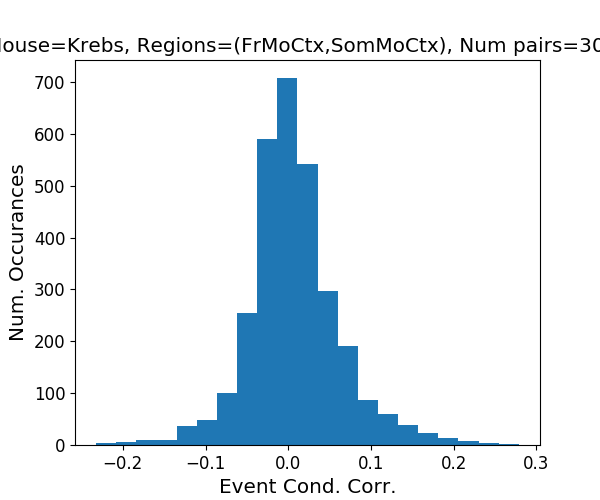 ouse=Krebs, Regions=(FrMoCtx,SomMoCtx), Num pairs=30
700
600
500
400
300
200
100
0
Num. Occurances
−0.2 −0.1 0.0 0.1 0.2 0.3
Event Cond. Corr.